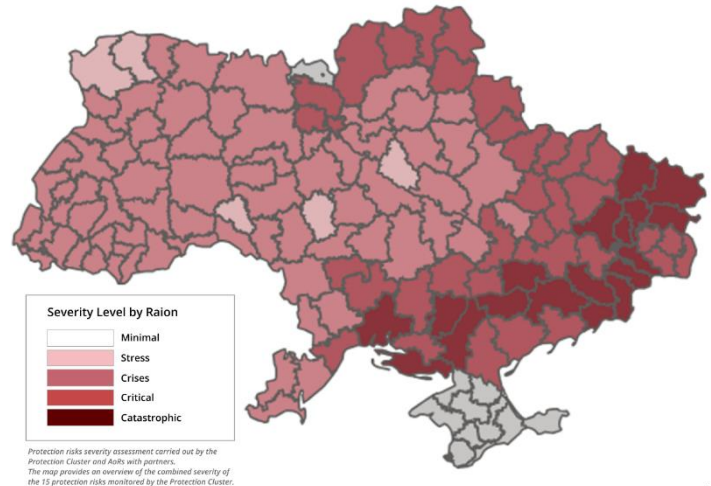 Severity Level by Raion
Minimal
Stress
Crises
Critical
Catastrophic
Protection risks severity assessment carried out by the
Protection Cluster and AoRs with partners.
The map provides an overview of the combined severity of
the 15 protection risks monitored by the Protection Cluster.